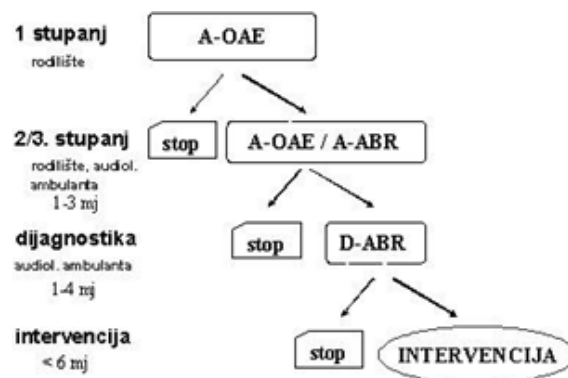 1 stupanj
rodilište
A-OAE
2/3. stupanj
rodilište, audiol.
ambulanta
1-3 mj
stop
A-OAE / A-ABR
dijagnostika
audiol. ambulanta
1-4 mj
stop
D-ABR
intervencija
< 6 mj
stop
INTERVENCIJA